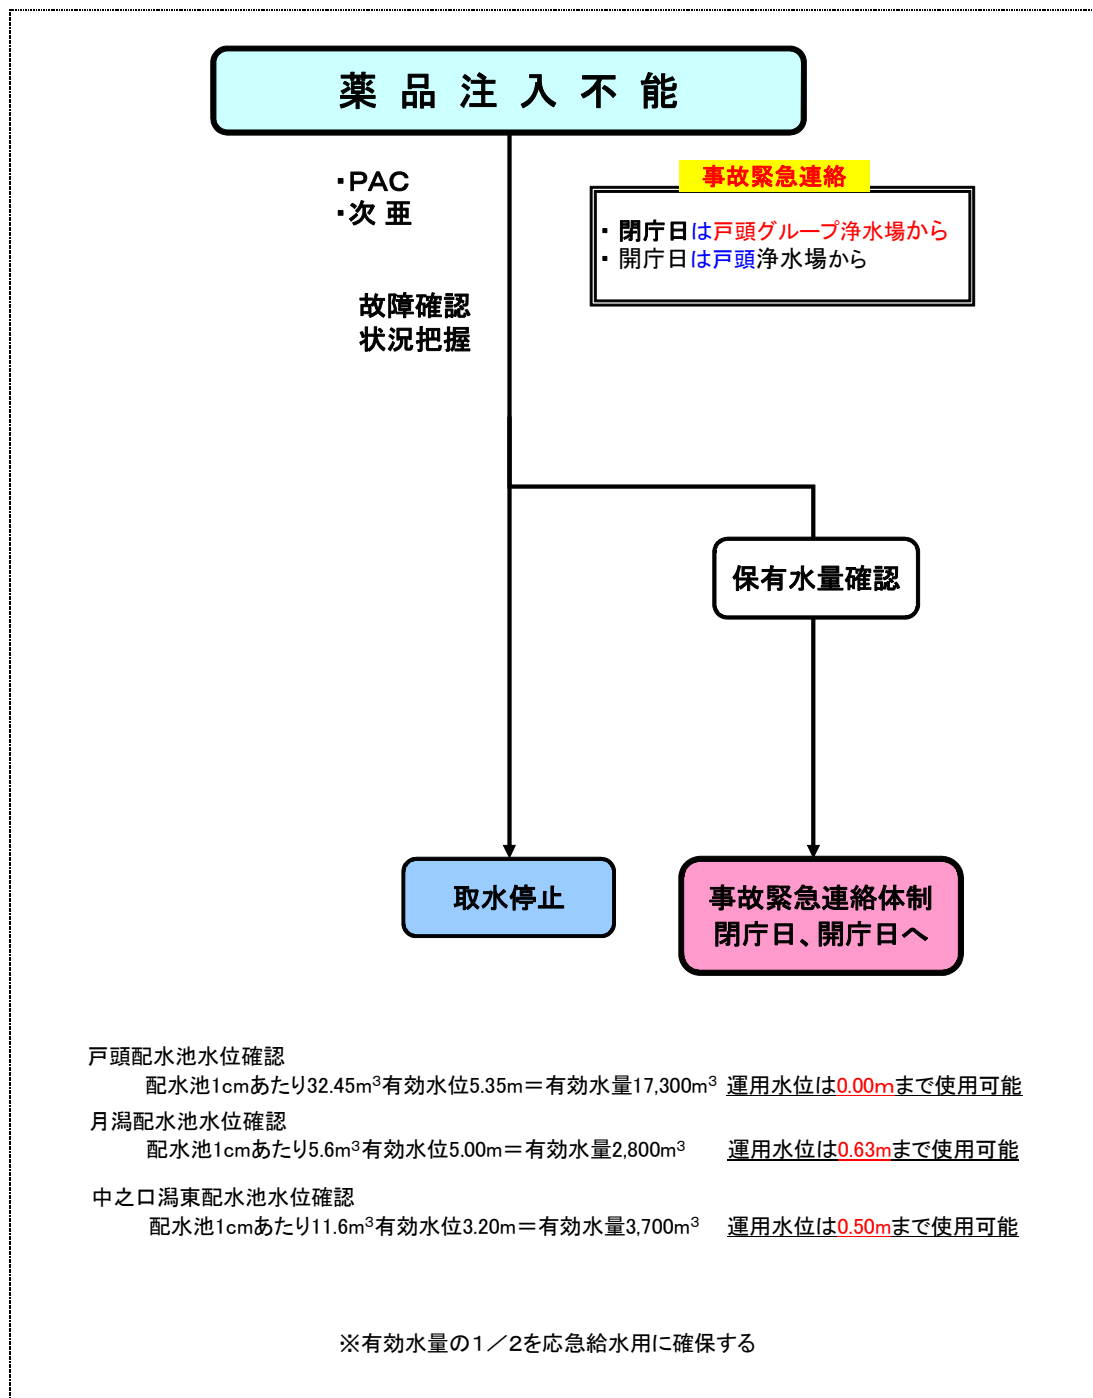 薬 品 注 入 不 能
・PAC
・次 亜
事故緊急連絡
・閉庁日は戸頭グループ浄水場から
・開庁日は戸頭浄水場から
故障確認
状況把握
保有水量確認
取水停止
事故緊急連絡体制
閉庁日、開庁日へ
戸頭配水池水位確認
配水池1cmあたり32.45m³有効水位5.35m＝有効水量17,300m³ 運用水位は0.00mまで使用可能
月潟配水池水位確認
配水池1cmあたり5.6m³有効水位5.00m＝有効水量2,800m³ 運用水位は0.63mまで使用可能
中之口潟東配水池水位確認
配水池1cmあたり11.6m³有効水位3.20m＝有効水量3,700m³ 運用水位は0.50mまで使用可能
※有効水量の１／２を応急給水用に確保する